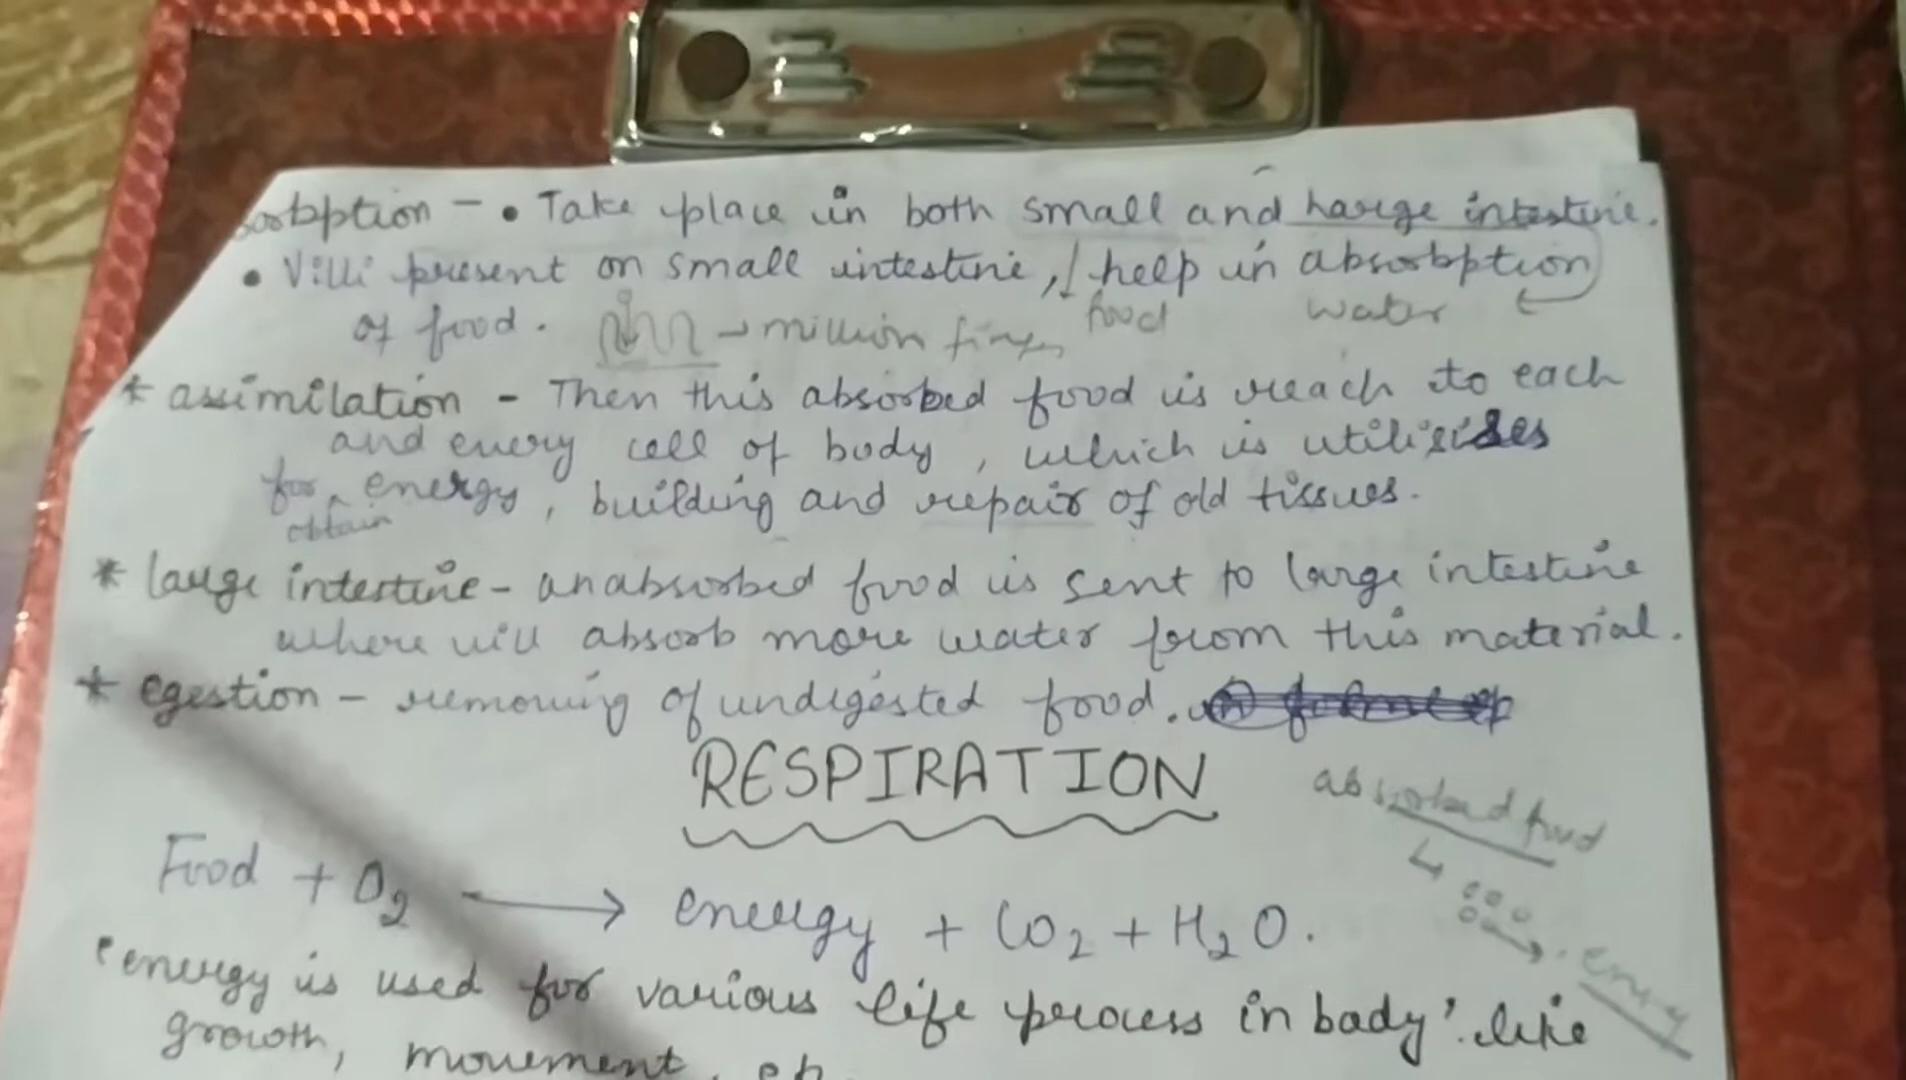 sorbption - • Take place in both small and large intestine.
• Villi present on small intestine, help in absorbption
food water
of food. → million
* assimilation - Then this absorbed food is reach to each
and every cell of body, which is utilisises
for energy, building and repair of old tissues.
obtain
* large intestine - unabsorbed food is sent to large intestine
where will absorb more water from this material.
* egestion - removing of undigested food.
RESPIRATION
absorbed food
Food + O2 → energy + CO2 + H2O.
energy
• energy is used for various life process in body'. like
growth, movement,